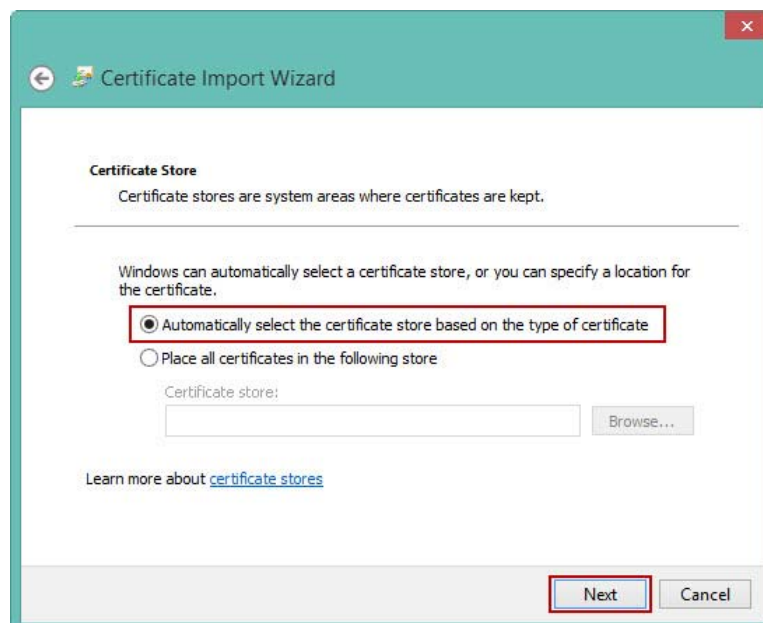 Certificate Import Wizard
Certificate Store
Certificate stores are system areas where certificates are kept.
Windows can automatically select a certificate store, or you can specify a location for
the certificate.
Automatically select the certificate store based on the type of certificate
Place all certificates in the following store
Certificate store:
Browse...
Learn more about certificate stores
Next
Cancel